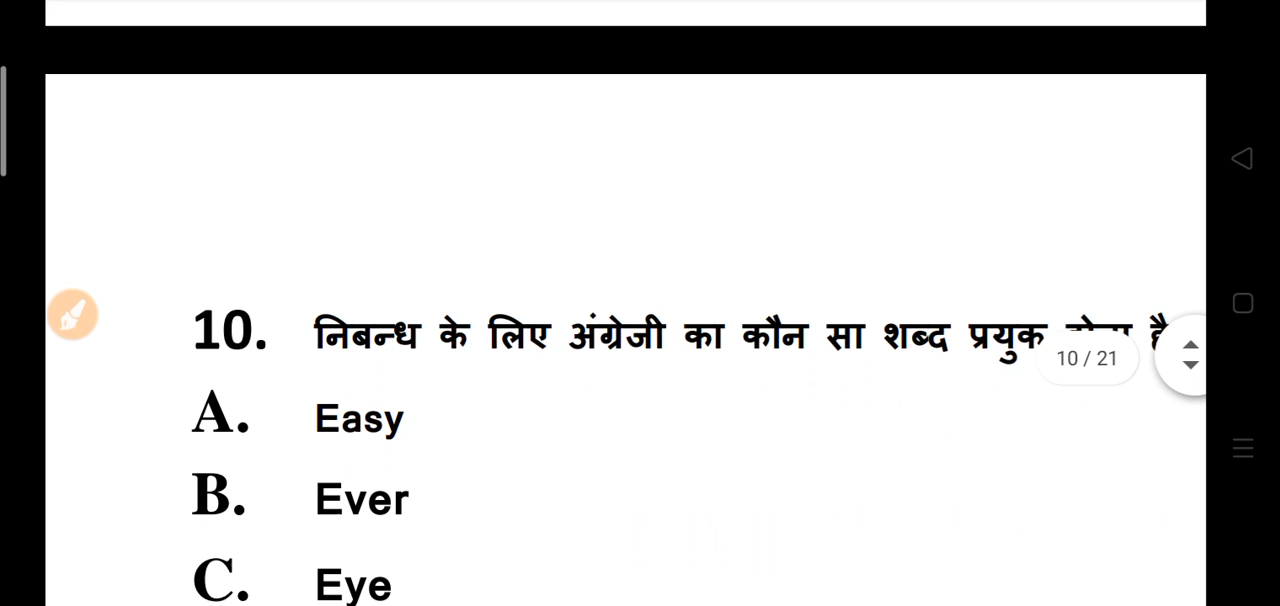 10. निबन्ध के लिए अंग्रेजी का कौन सा शब्द प्रयुक है
10 / 21
A. Easy
B. Ever
C. Eye